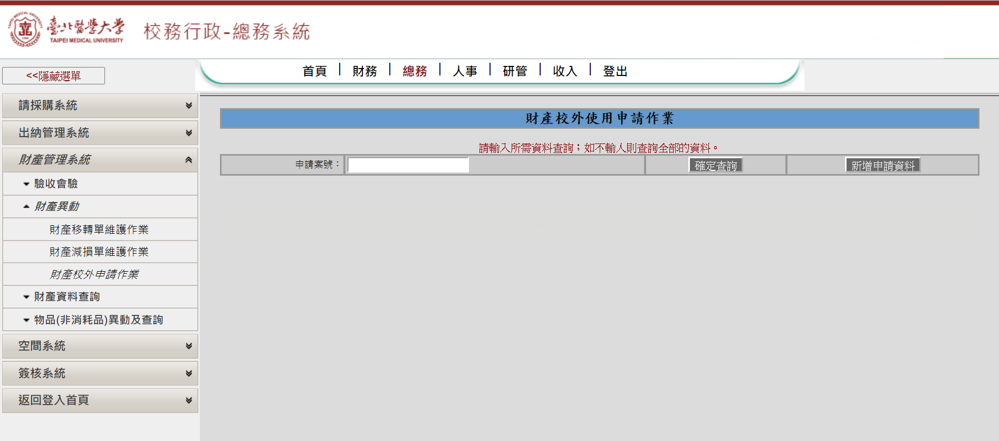 臺北醫學大學
TAIPEI MEDICAL UNIVERSITY
校務行政-總務系統
<<隱藏選單
首頁 | 財務 | 總務 | 人事 | 研管 | 收入 | 登出
請採購系統
出納管理系統
財產管理系統
驗收會驗
財產異動
財產移轉單維護作業
財產減損單維護作業
財產校外申請作業
財產資料查詢
物品(非消耗品)異動及查詢
空間系統
簽核系統
返回登入首頁
財產校外使用申請作業
請輸入所需資料查詢；如不輸人則查詢全部的資料。
申請案號：
確定查詢
新增申請資料